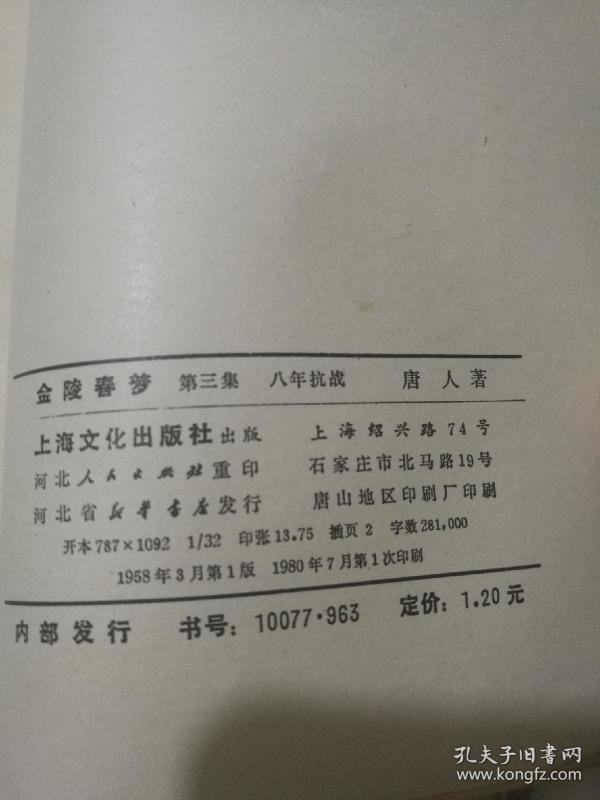 金陵春梦 第三集 八年抗战 唐人著
上海文化出版社出版 上海绍兴路74号
河北人民出版社重印 石家庄市北马路19号
河北省新华书店发行 唐山地区印刷厂印刷
开本787×1092 1/32 印张13.75 插页2 字数281,000
1958年3月第1版 1980年7月第1次印刷
内部发行 书号：10077·963 定价：1.20元
孔夫子旧书网
www.kongfz.com